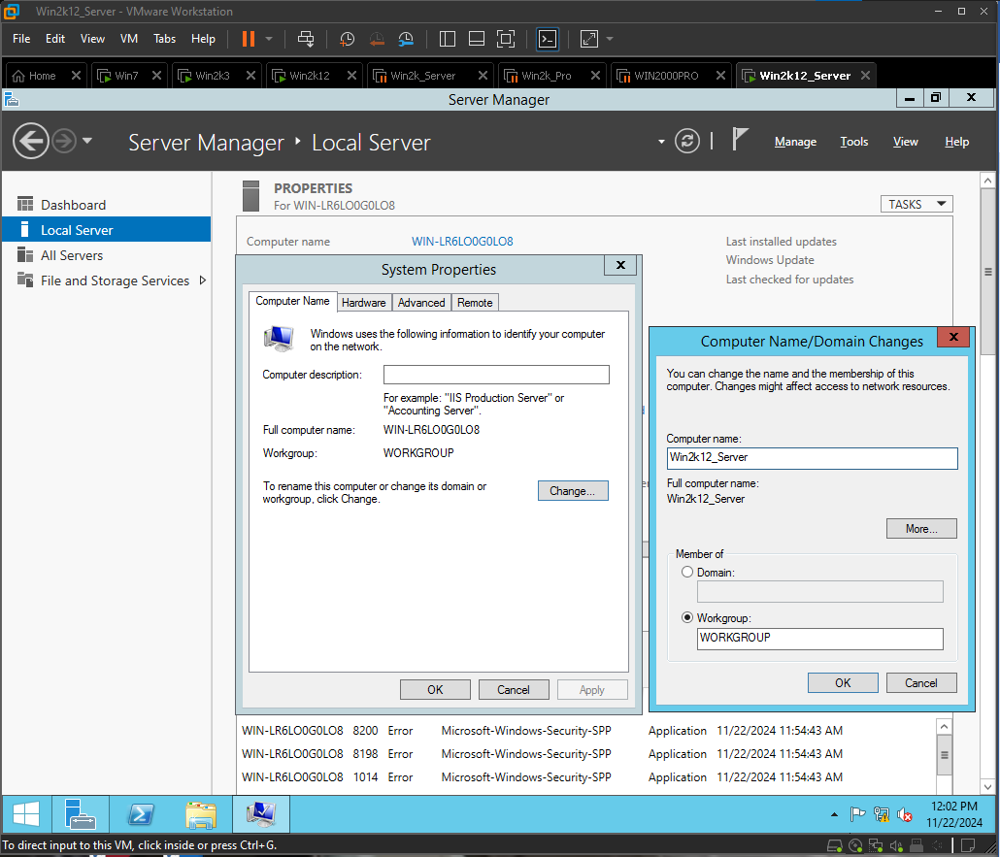 Win2k12_Server - VMware Workstation
File Edit View VM Tabs Help
Home Win7 Win2k3 Win2k12 Win2k_Server Win2k_Pro WIN2000PRO Win2k12_Server
Server Manager
Server Manager Local Server
Manage Tools View Help
Dashboard
Local Server
All Servers
File and Storage Services
PROPERTIES
For WIN-LR6LO0G0LO8
TASKS
Computer name WIN-LR6LO0G0LO8
Last installed updates
Windows Update
Last checked for updates
System Properties
Computer Name Hardware Advanced Remote
Windows uses the following information to identify your computer
on the network.
Computer description:
For example: "IIS Production Server" or
"Accounting Server".
Full computer name: WIN-LR6LO0G0LO8
Workgroup: WORKGROUP
To rename this computer or change its domain or
workgroup, click Change.
Change...
OK Cancel Apply
Computer Name/Domain Changes
You can change the name and the membership of this
computer. Changes might affect access to network resources.
Computer name:
Win2k12_Server
Full computer name:
Win2k12_Server
More...
Member of
Domain:
Workgroup:
WORKGROUP
OK Cancel
WIN-LR6LO0G0LO8 8200 Error Microsoft-Windows-Security-SPP Application 11/22/2024 11:54:43 AM
WIN-LR6LO0G0LO8 8198 Error Microsoft-Windows-Security-SPP Application 11/22/2024 11:54:43 AM
WIN-LR6LO0G0LO8 1014 Error Microsoft-Windows-Security-SPP Application 11/22/2024 11:54:43 AM
12:02 PM
11/22/2024
To direct input to this VM, click inside or press Ctrl+G.